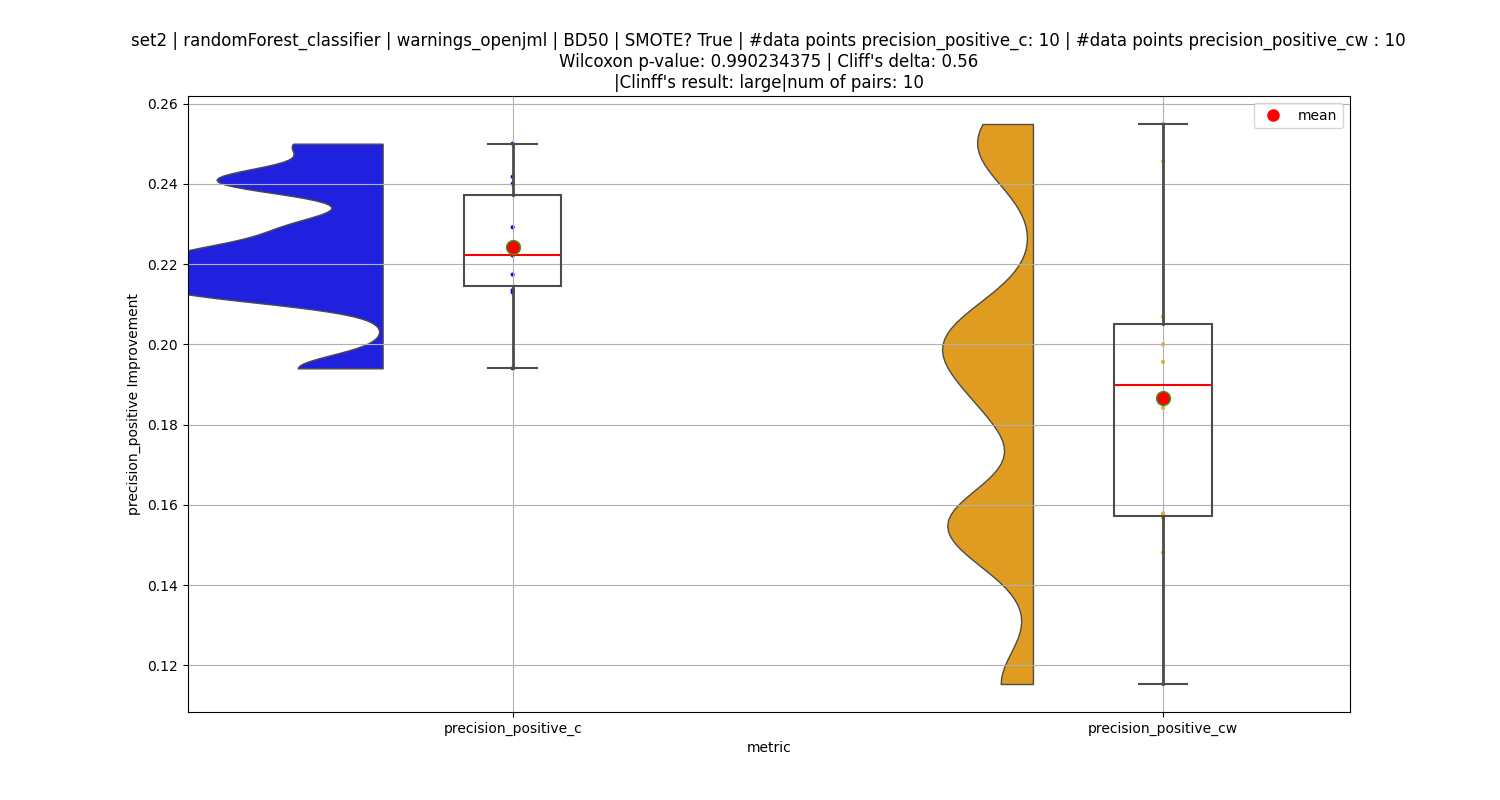 set2 | randomForest_classifier | warnings_openjml | BD50 | SMOTE? True | #data points precision_positive_c: 10 | #data points precision_positive_cw : 10
Wilcoxon p-value: 0.990234375 | Cliff's delta: 0.56
|Clinff's result: large|num of pairs: 10
mean
0.26
0.24
0.22
0.20
0.18
0.16
0.14
0.12
precision_positive Improvement
precision_positive_c
precision_positive_cw
metric